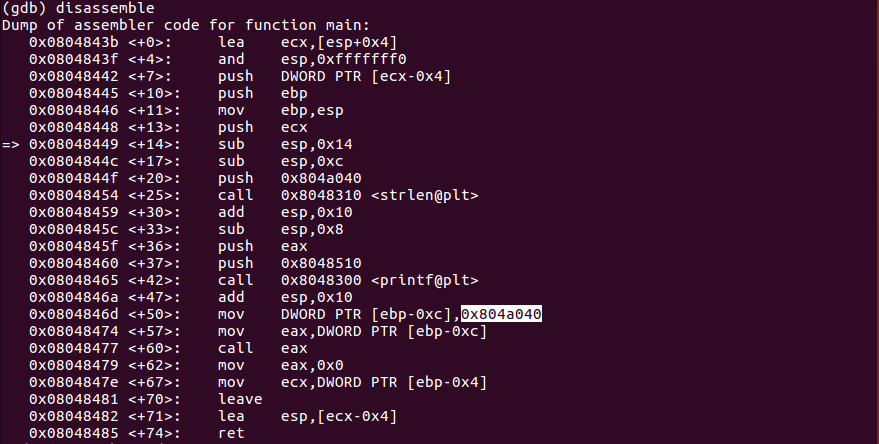 (gdb) disassemble
Dump of assembler code for function main:
   0x0804843b <+0>:     lea    ecx,[esp+0x4]
   0x0804843f <+4>:     and    esp,0xfffffff0
   0x08048442 <+7>:     push   DWORD PTR [ecx-0x4]
   0x08048445 <+10>:    push   ebp
   0x08048446 <+11>:    mov    ebp,esp
   0x08048448 <+13>:    push   ecx
=> 0x08048449 <+14>:    sub    esp,0x14
   0x0804844c <+17>:    sub    esp,0xc
   0x0804844f <+20>:    push   0x804a040
   0x08048454 <+25>:    call   0x8048310 <strlen@plt>
   0x08048459 <+30>:    add    esp,0x10
   0x0804845c <+33>:    sub    esp,0x8
   0x0804845f <+36>:    push   eax
   0x08048460 <+37>:    push   0x8048510
   0x08048465 <+42>:    call   0x8048300 <printf@plt>
   0x0804846a <+47>:    add    esp,0x10
   0x0804846d <+50>:    mov    DWORD PTR [ebp-0xc],0x804a040
   0x08048474 <+57>:    mov    eax,DWORD PTR [ebp-0xc]
   0x08048477 <+60>:    call   eax
   0x08048479 <+62>:    mov    eax,0x0
   0x0804847e <+67>:    mov    ecx,DWORD PTR [ebp-0x4]
   0x08048481 <+70>:    leave
   0x08048482 <+71>:    lea    esp,[ecx-0x4]
   0x08048485 <+74>:    ret